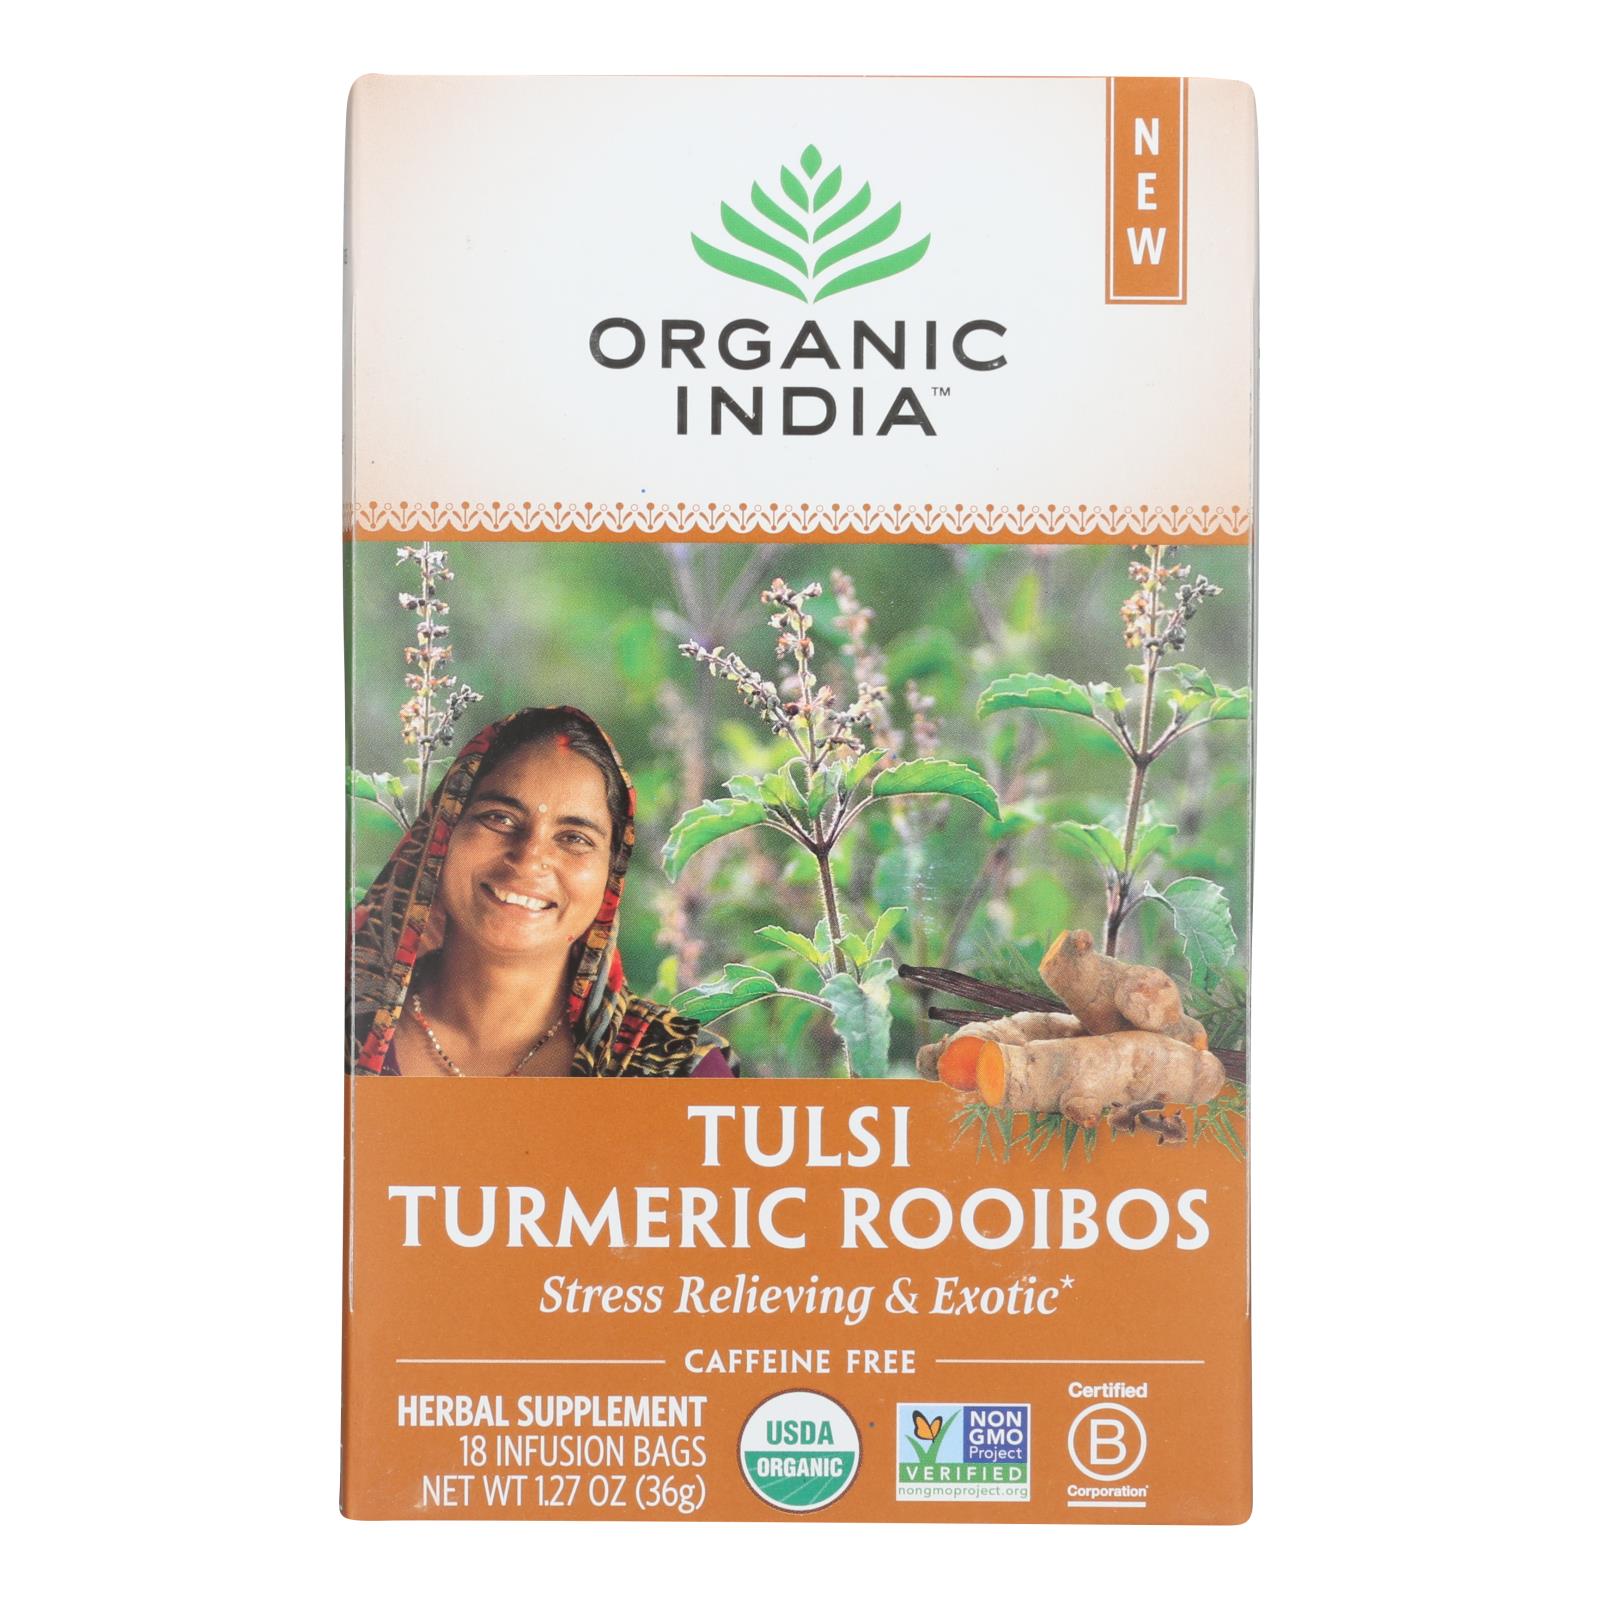 NEW
ORGANIC
INDIA™
TULSI
TURMERIC ROOIBOS
Stress Relieving & Exotic*
CAFFEINE FREE
HERBAL SUPPLEMENT
18 INFUSION BAGS
NET WT 1.27 OZ (36g)
USDA
ORGANIC
NON
GMO
Project
VERIFIED
nongmoproject.org
Certified
B
Corporation